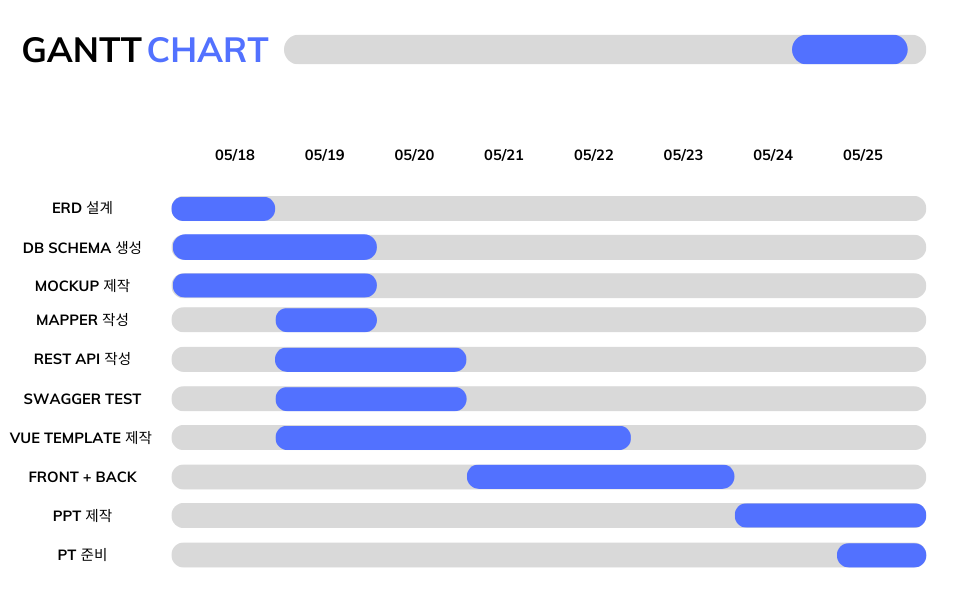 GANTT CHART
05/18 05/19 05/20 05/21 05/22 05/23 05/24 05/25
ERD 설계
DB SCHEMA 생성
MOCKUP 제작
MAPPER 작성
REST API 작성
SWAGGER TEST
VUE TEMPLATE 제작
FRONT + BACK
PPT 제작
PT 준비